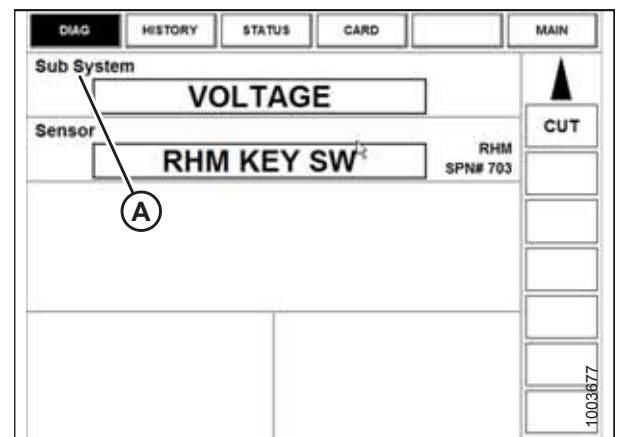 DIAG HISTORY STATUS CARD MAIN
Sub System
VOLTAGE
CUT
Sensor
RHM KEY SW
RHM
SPN# 703
A
1003677